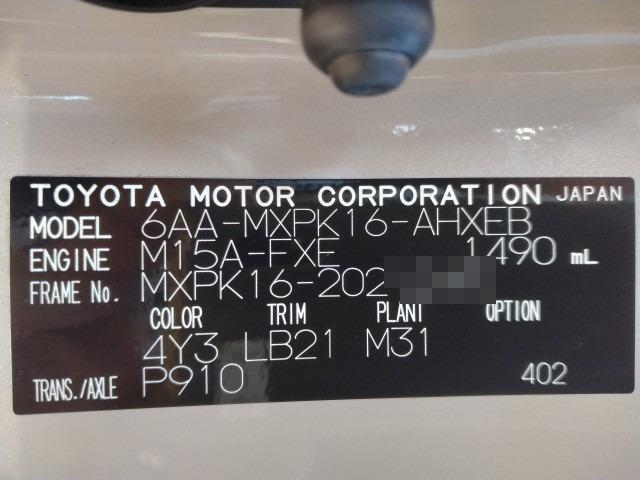 TOYOTA MOTOR CORPORATION JAPAN
MODEL 6AA-MXPK16-AHXEB
ENGINE M15A-FXE 1490 mL
FRAME No. MXPK16-202
COLOR TRIM PLANT OPTION
4Y3 LB21 M31
TRANS./AXLE P910 402